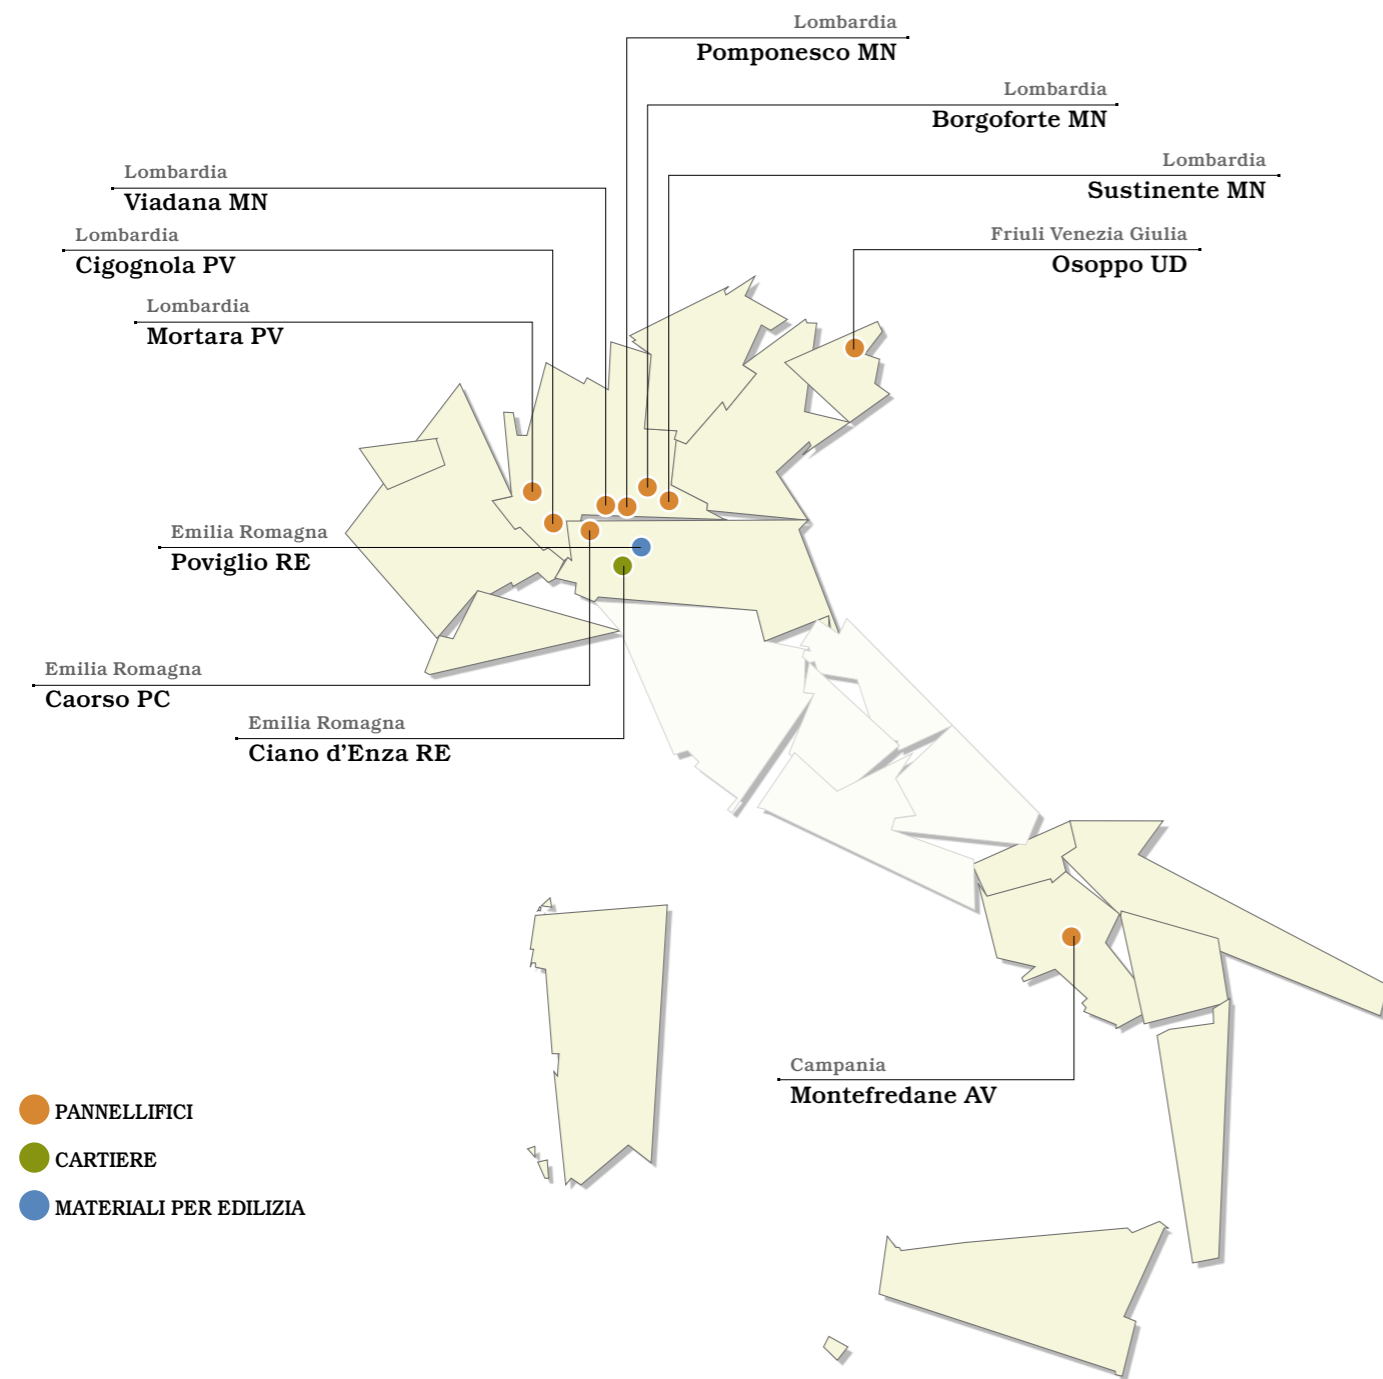 Lombardia
Pomponesco MN
Lombardia
Borgoforte MN
Lombardia
Sustinente MN
Lombardia
Viadana MN
Friuli Venezia Giulia
Osoppo UD
Lombardia
Cigognola PV
Lombardia
Mortara PV
Emilia Romagna
Poviglio RE
Emilia Romagna
Caorso PC
Emilia Romagna
Ciano d’Enza RE
Campania
Montefredane AV
PANNELLIFICI
CARTIERE
MATERIALI PER EDILIZIA